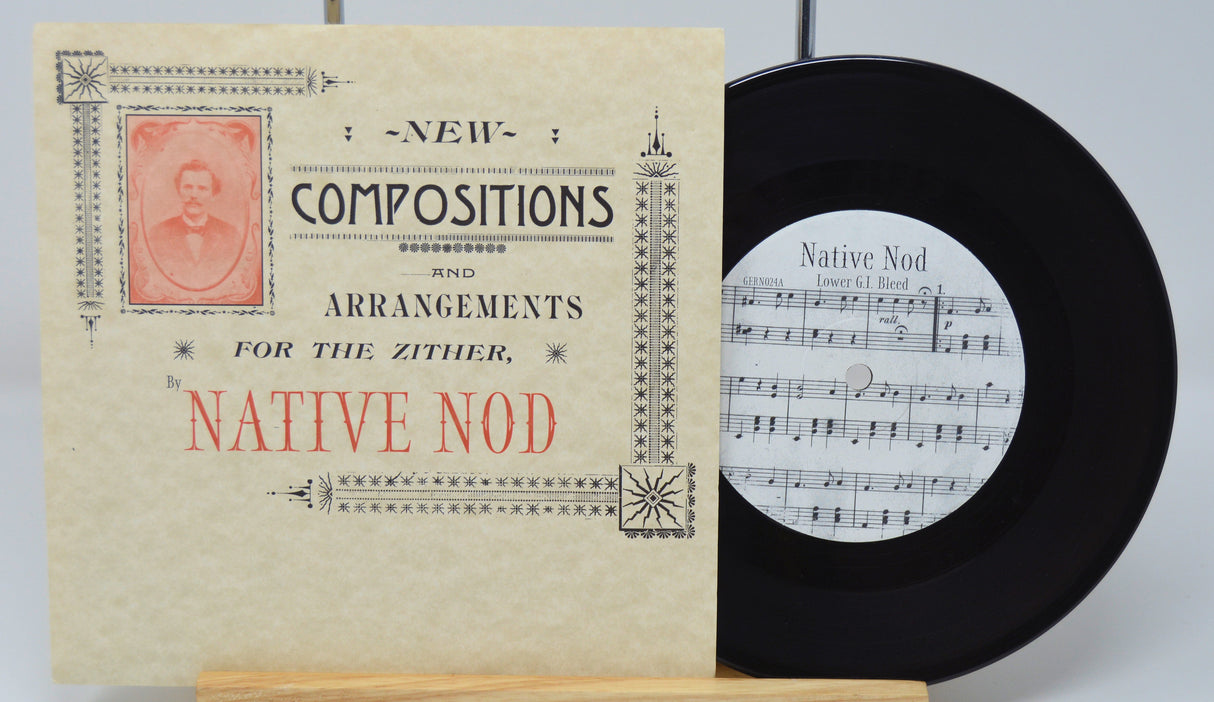 ~NEW~
COMPOSITIONS
AND
ARRANGEMENTS
FOR THE ZITHER,
By
NATIVE NOD
Native Nod
Lower G.I. Bleed
GERN024A
1.
rall.
p